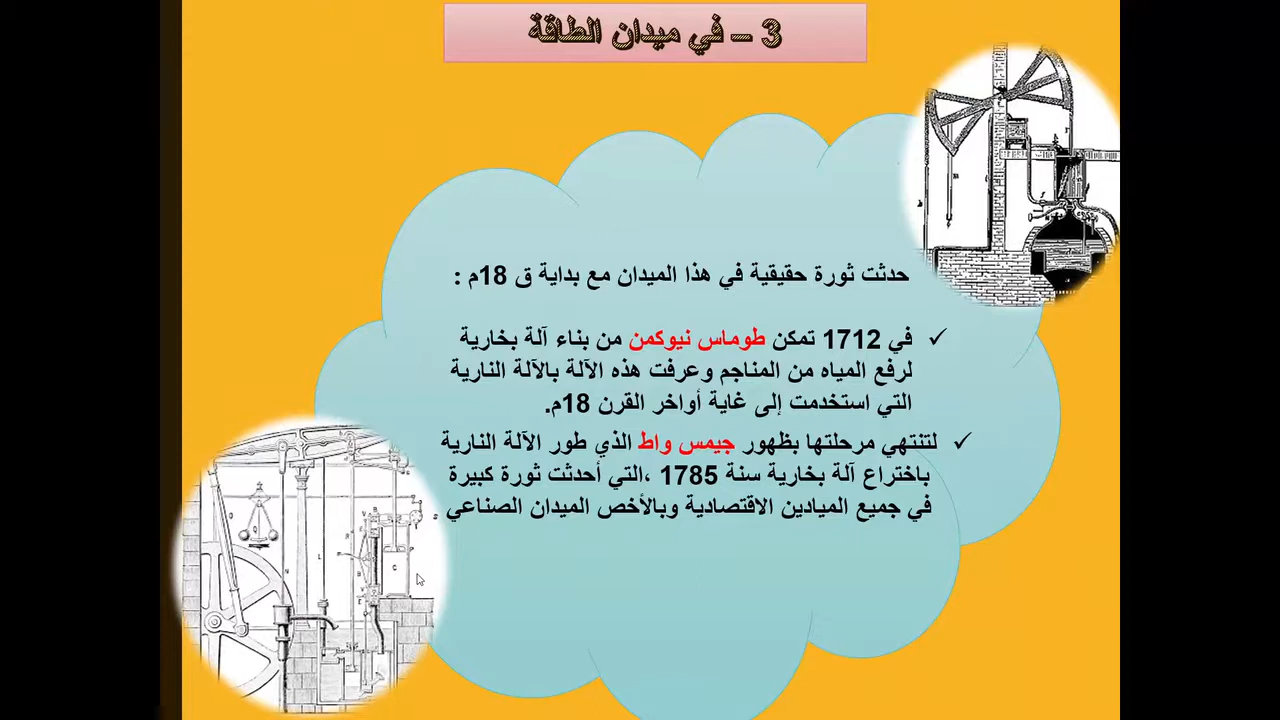 3 – في ميدان الطاقة
حدثت ثورة حقيقية في هذا الميدان مع بداية ق 18م :
✓ في 1712 تمكن طوماس نيوكمن من بناء آلة بخارية
لرفع المياه من المناجم وعرفت هذه الآلة بالآلة النارية
التي استخدمت إلى غاية أواخر القرن 18م.
✓ لتنتهي مرحلتها بظهور جيمس واط الذي طور الآلة النارية
باختراع آلة بخارية سنة 1785 ،التي أحدثت ثورة كبيرة
في جميع الميادين الاقتصادية وبالأخص الميدان الصناعي .